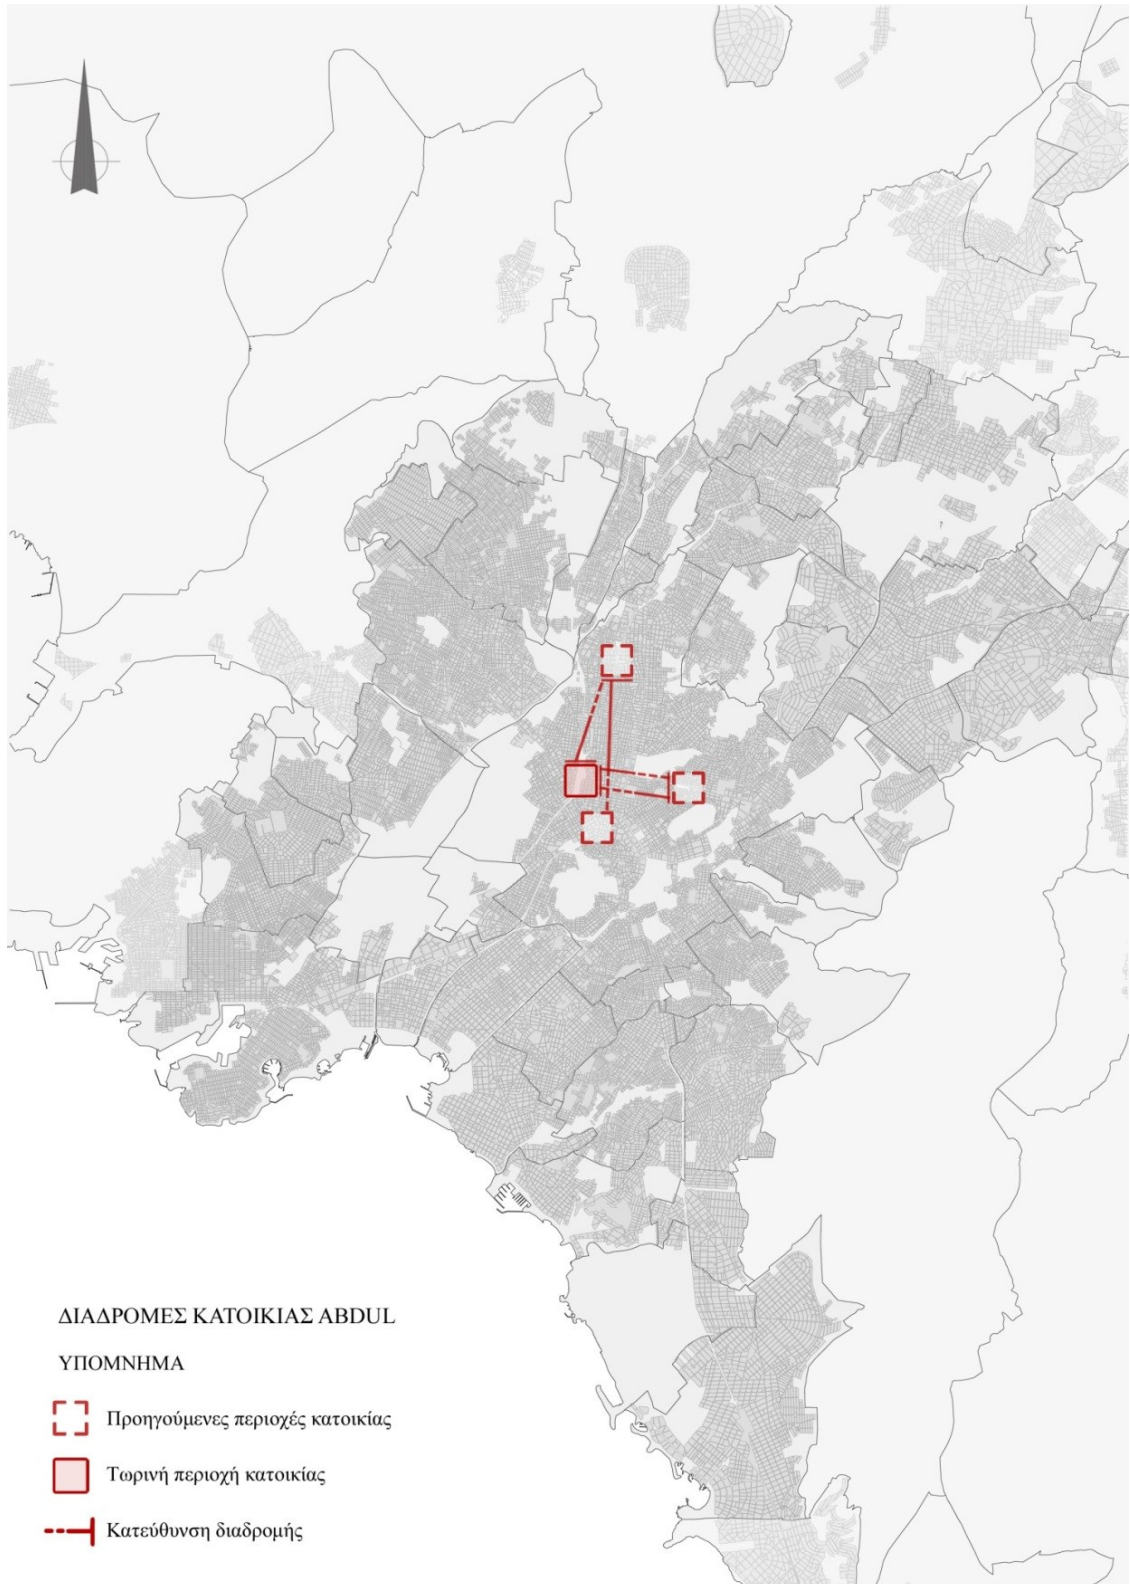 ΔΙΑΔΡΟΜΕΣ ΚΑΤΟΙΚΙΑΣ ABDUL
ΥΠΟΜΝΗΜΑ
Προηγούμενες περιοχές κατοικίας
Τωρινή περιοχή κατοικίας
Κατεύθυνση διαδρομής